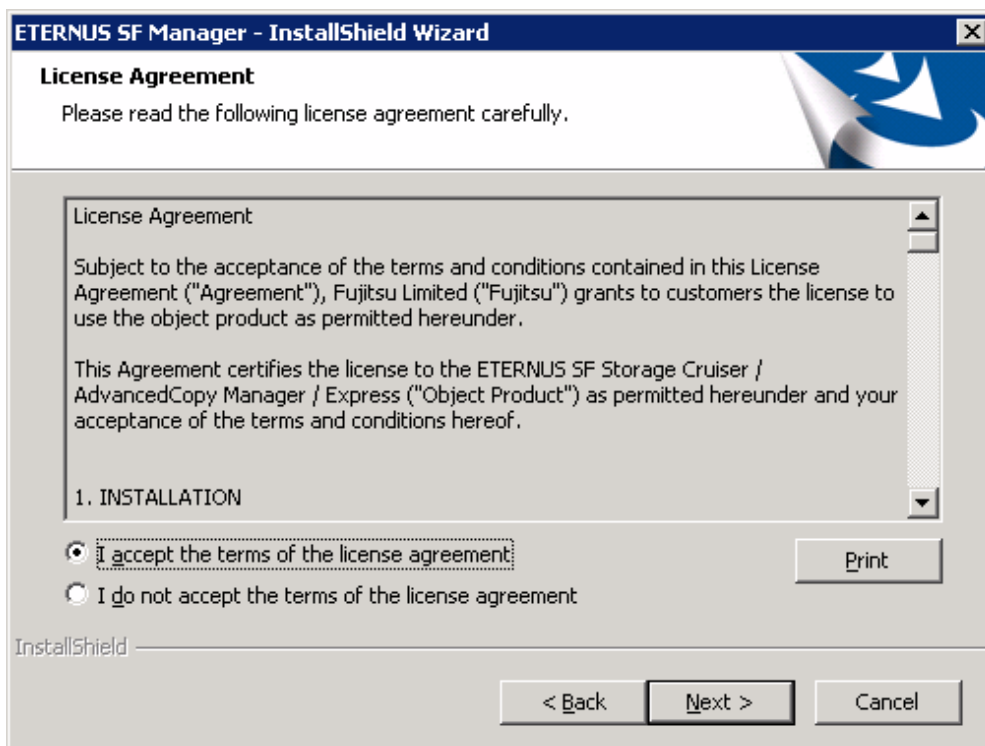 ETERNUS SF Manager - InstallShield Wizard
License Agreement
Please read the following license agreement carefully.
License Agreement
Subject to the acceptance of the terms and conditions contained in this License
Agreement ("Agreement"), Fujitsu Limited ("Fujitsu") grants to customers the license to
use the object product as permitted hereunder.
This Agreement certifies the license to the ETERNUS SF Storage Cruiser /
AdvancedCopy Manager / Express ("Object Product") as permitted hereunder and your
acceptance of the terms and conditions hereof.
1. INSTALLATION
I accept the terms of the license agreement
Print
I do not accept the terms of the license agreement
InstallShield
< Back
Next >
Cancel